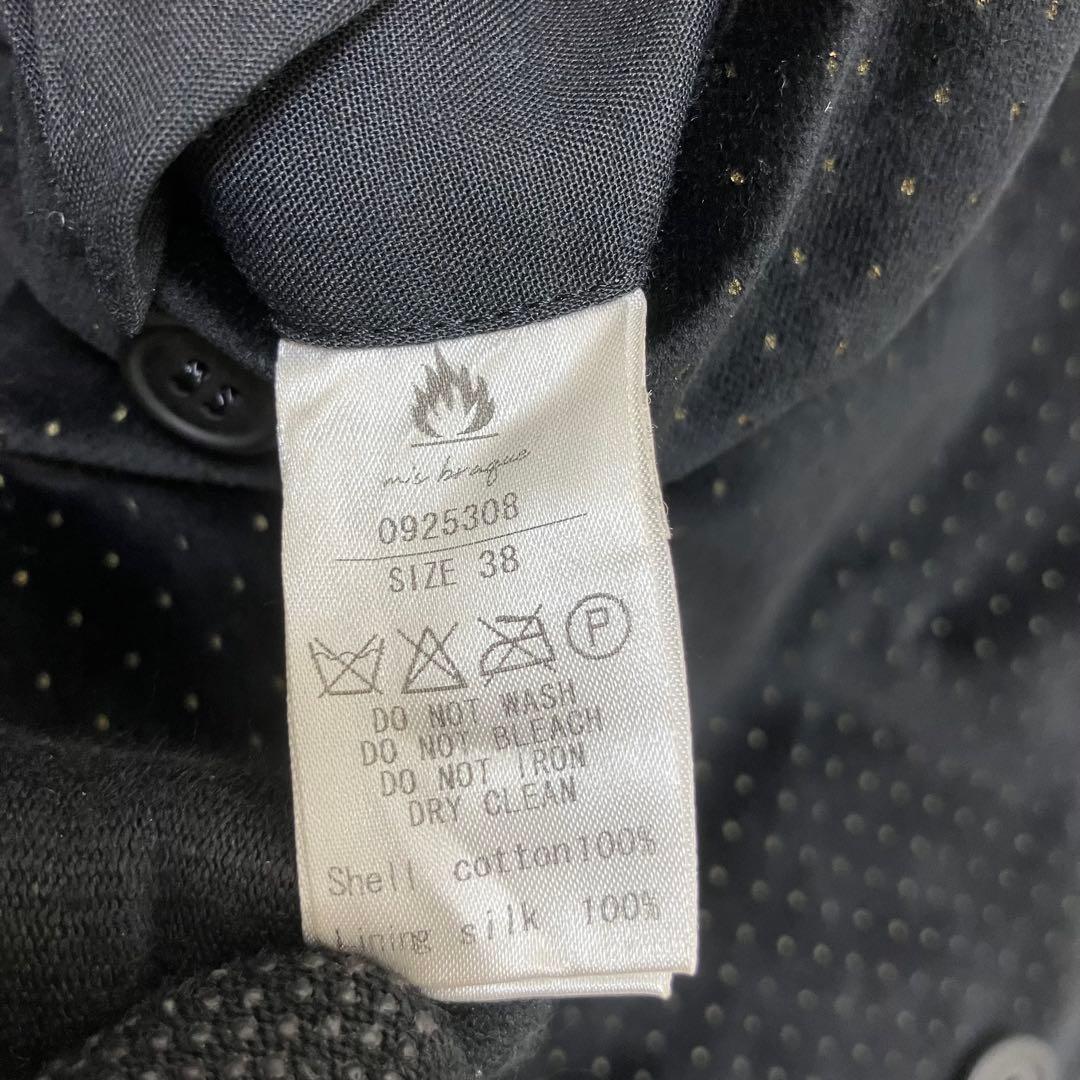 m's braque
0925308
SIZE 38
P
DO NOT WASH
DO NOT BLEACH
DO NOT IRON
DRY CLEAN
Shell cotton100%
Lining silk 100%